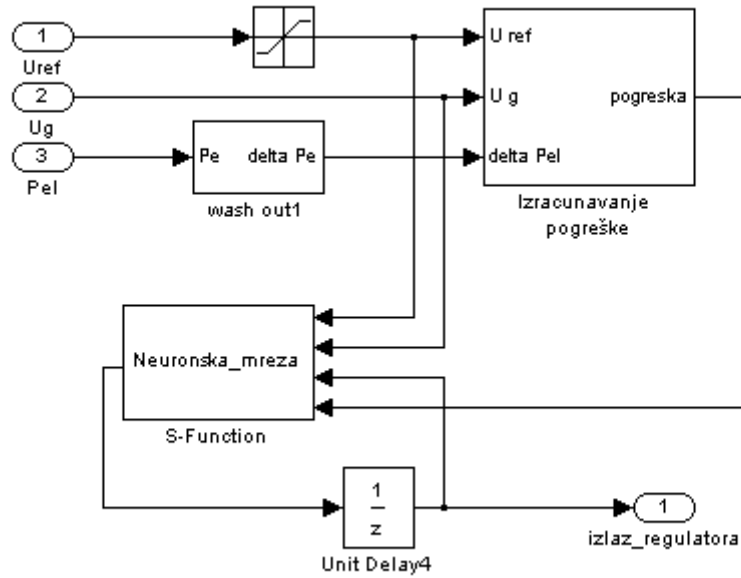 1
Uref
2
Ug
3
Pel
Pe delta Pe
wash out1
U ref
U g
delta Pel
pogreska
Izracunavanje
pogreške
Neuronska_mreza
S-Function
1
z
Unit Delay4
1
izlaz_regulatora